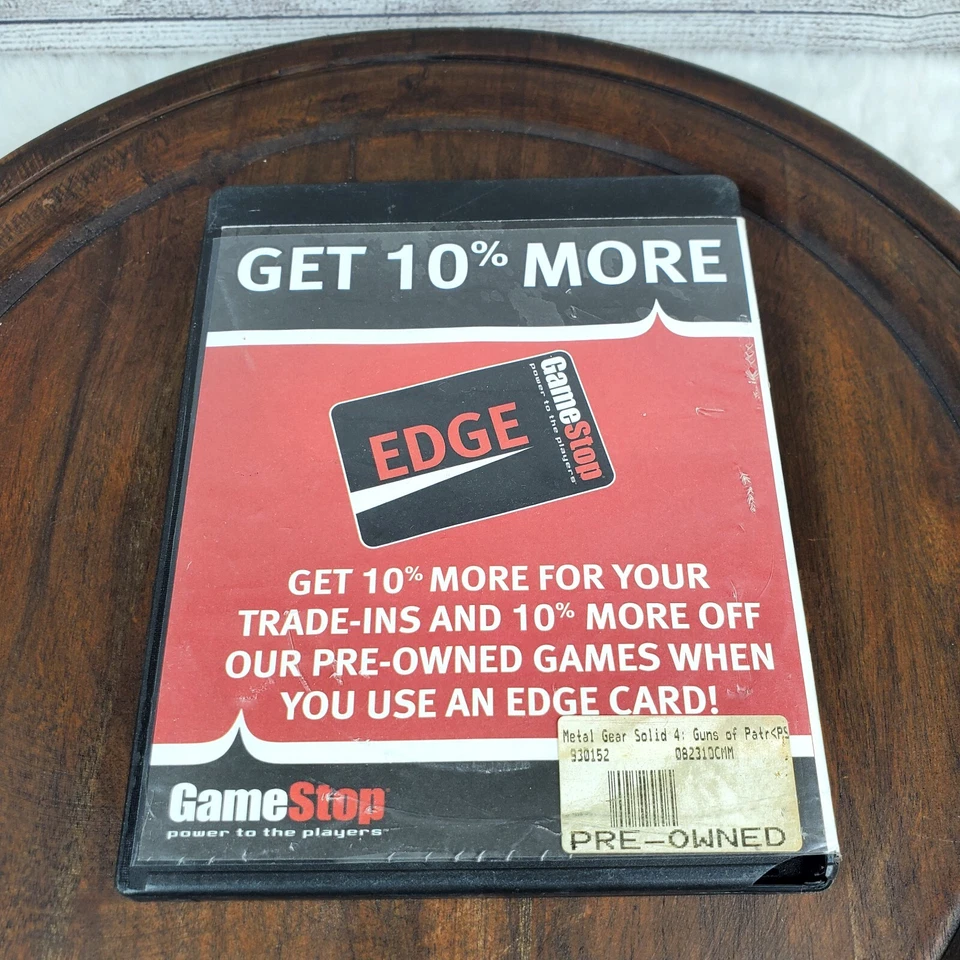 GET 10% MORE
EDGE
GameStop
power to the players
GET 10% MORE FOR YOUR
TRADE-INS AND 10% MORE OFF
OUR PRE-OWNED GAMES WHEN
YOU USE AN EDGE CARD!
Metal Gear Solid 4: Guns of Patr<PS
930152 082310CMM
PRE-OWNED
GameStop
power to the players™